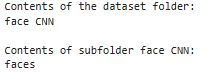 Contents of the dataset folder:
face CNN

Contents of subfolder face CNN:
faces